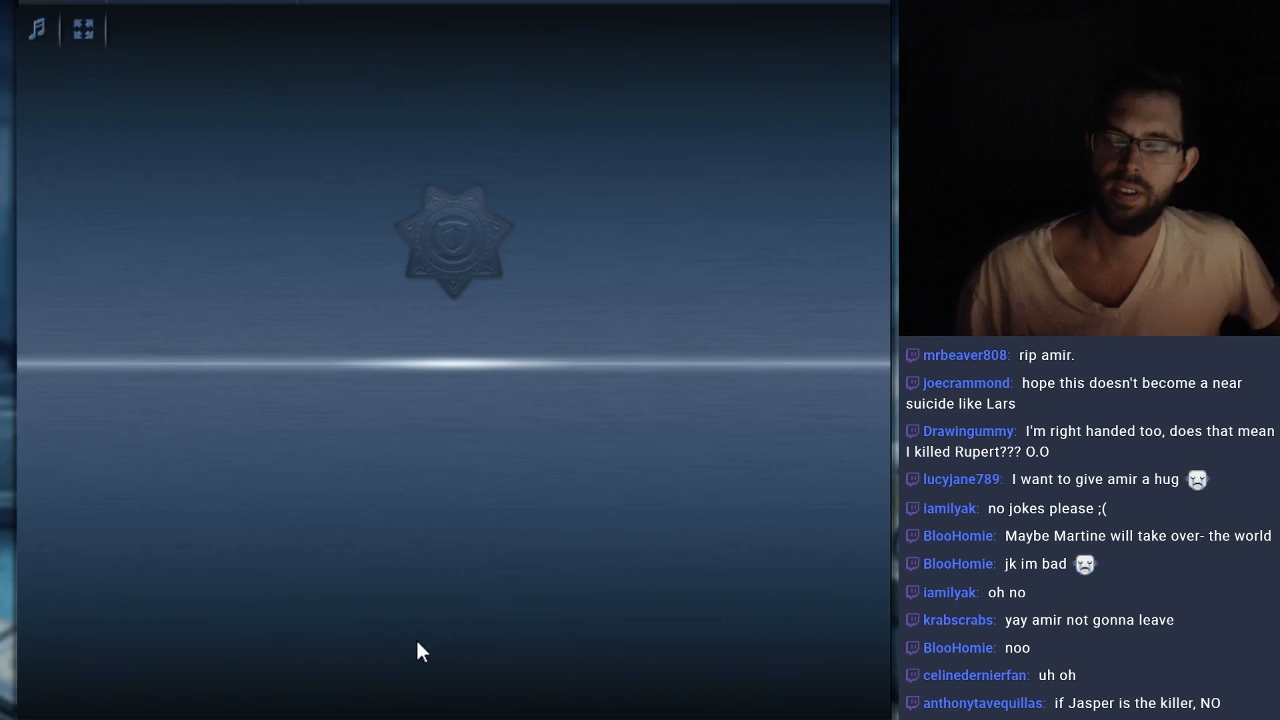 mrbeaver808: rip amir.
joecrammond: hope this doesn't become a near
suicide like Lars
Drawingummy: I'm right handed too, does that mean
I killed Rupert??? O.O
lucyjane789: I want to give amir a hug
iamilyak: no jokes please ;(
BlooHomie: Maybe Martine will take over- the world
BlooHomie: jk im bad
iamilyak: oh no
krabscrabs: yay amir not gonna leave
BlooHomie: noo
celinedernierfan: uh oh
anthonytavequillas: if Jasper is the killer, NO